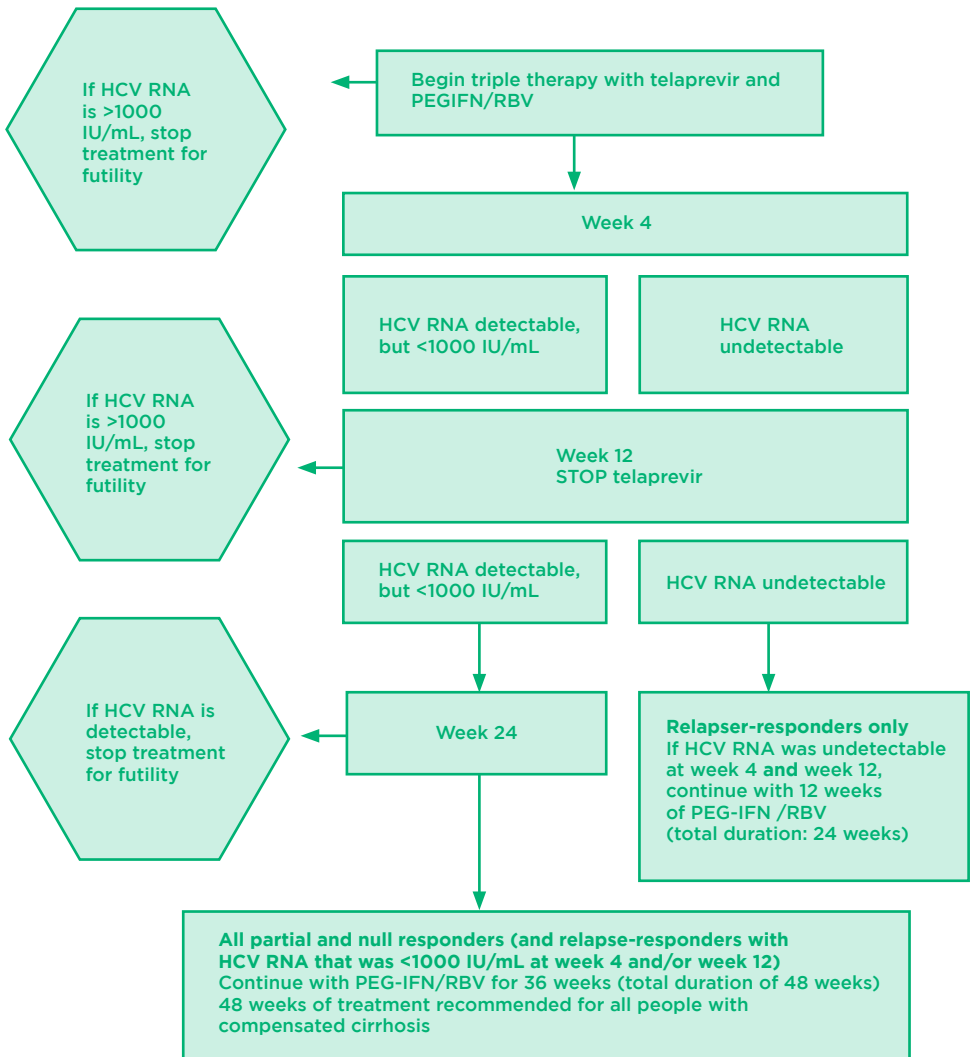 If HCV RNA
is >1000
IU/mL, stop
treatment for
futility
Begin triple therapy with telaprevir and
PEGIFN/RBV
Week 4
HCV RNA detectable,
but <1000 IU/mL
HCV RNA
undetectable
If HCV RNA
is >1000
IU/mL, stop
treatment for
futility
Week 12
STOP telaprevir
HCV RNA detectable,
but <1000 IU/mL
HCV RNA undetectable
If HCV RNA is
detectable,
stop treatment
for futility
Week 24
Relapser-responders only
If HCV RNA was undetectable
at week 4 and week 12,
continue with 12 weeks
of PEG-IFN /RBV
(total duration: 24 weeks)
All partial and null responders (and relapse-responders with
HCV RNA that was <1000 IU/mL at week 4 and/or week 12)
Continue with PEG-IFN/RBV for 36 weeks (total duration of 48 weeks)
48 weeks of treatment recommended for all people with
compensated cirrhosis